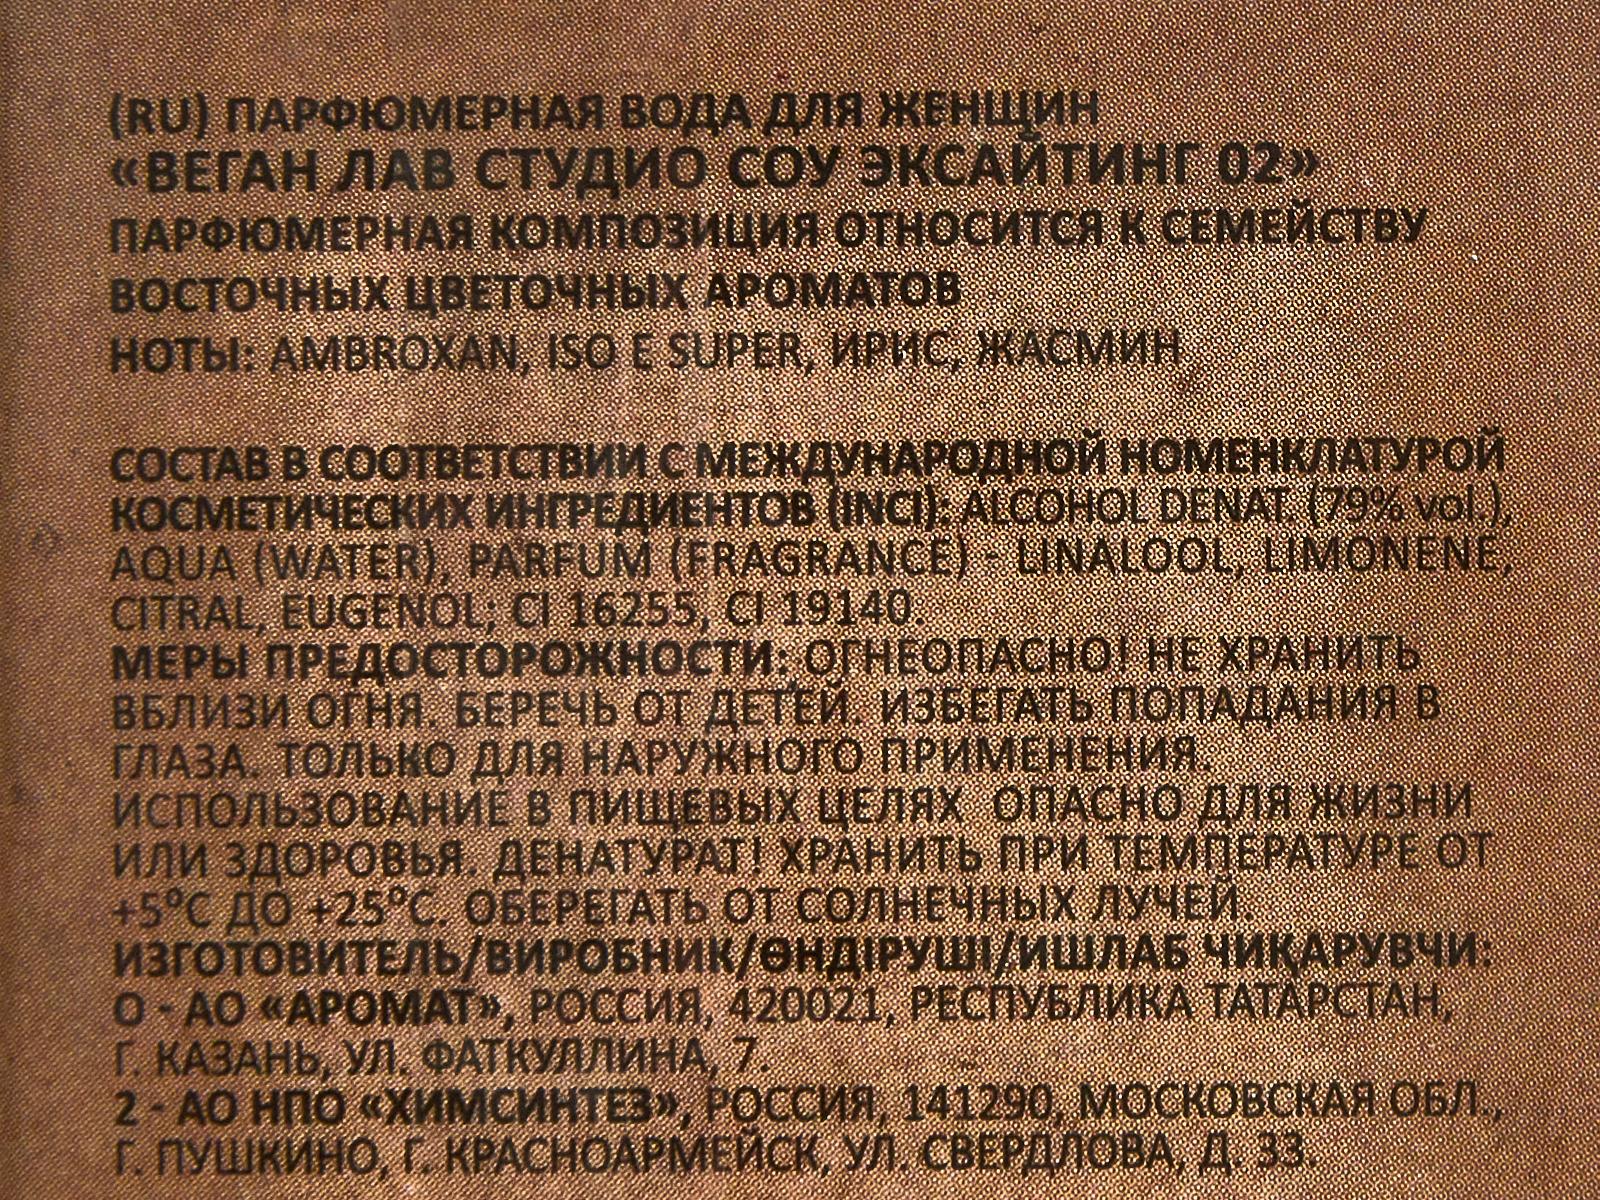 (RU) ПАРФЮМЕРНАЯ ВОДА ДЛЯ ЖЕНЩИН
«ВЕГАН ЛАВ СТУДИО СОУ ЭКСАЙТИНГ 02»
ПАРФЮМЕРНАЯ КОМПОЗИЦИЯ ОТНОСИТСЯ К СЕМЕЙСТВУ
ВОСТОЧНЫХ ЦВЕТОЧНЫХ АРОМАТОВ
НОТЫ: AMBROXAN, ISO E SUPER, ИРИС, ЖАСМИН
СОСТАВ В СООТВЕТСТВИИ С МЕЖДУНАРОДНОЙ НОМЕНКЛАТУРОЙ
КОСМЕТИЧЕСКИХ ИНГРЕДИЕНТОВ (INCI): ALCOHOL DENAT. (79% vol.),
AQUA (WATER), PARFUM (FRAGRANCE) - LINALOOL, LIMONENE,
CITRAL, EUGENOL; CI 16255, CI 19140.
МЕРЫ ПРЕДОСТОРОЖНОСТИ: ОГНЕОПАСНО! НЕ ХРАНИТЬ
ВБЛИЗИ ОГНЯ. БЕРЕЧЬ ОТ ДЕТЕЙ. ИЗБЕГАТЬ ПОПАДАНИЯ В
ГЛАЗА. ТОЛЬКО ДЛЯ НАРУЖНОГО ПРИМЕНЕНИЯ.
ИСПОЛЬЗОВАНИЕ В ПИЩЕВЫХ ЦЕЛЯХ ОПАСНО ДЛЯ ЖИЗНИ
ИЛИ ЗДОРОВЬЯ. ДЕНАТУРАТ! ХРАНИТЬ ПРИ ТЕМПЕРАТУРЕ ОТ
+5°C ДО +25°C. ОБЕРЕГАТЬ ОТ СОЛНЕЧНЫХ ЛУЧЕЙ.
ИЗГОТОВИТЕЛЬ/ВИРОБНИК/ӨНДІРУШІ/ИШЛАБ ЧИҚАРУВЧИ:
0 - АО «АРОМАТ», РОССИЯ, 420021, РЕСПУБЛИКА ТАТАРСТАН,
Г. КАЗАНЬ, УЛ. ФАТКУЛЛИНА, 7.
2 - АО НПО «ХИМСИНТЕЗ», РОССИЯ, 141290, МОСКОВСКАЯ ОБЛ.,
Г. ПУШКИНО, Г. КРАСНОАРМЕЙСК, УЛ. СВЕРДЛОВА, Д. 33.